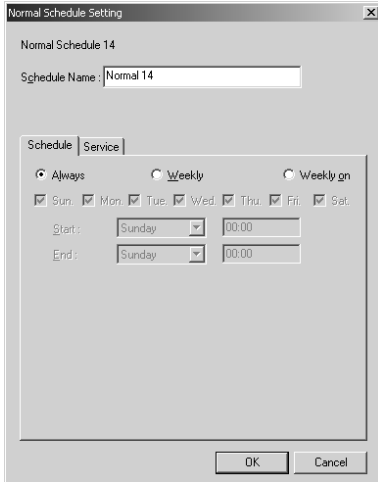 Normal Schedule Setting
Normal Schedule 14
Schedule Name : Normal 14
Schedule Service
Always Weekly Weekly on
Sun. Mon. Tue. Wed. Thu. Fri. Sat.
Start : Sunday 00:00
End : Sunday 00:00
OK Cancel